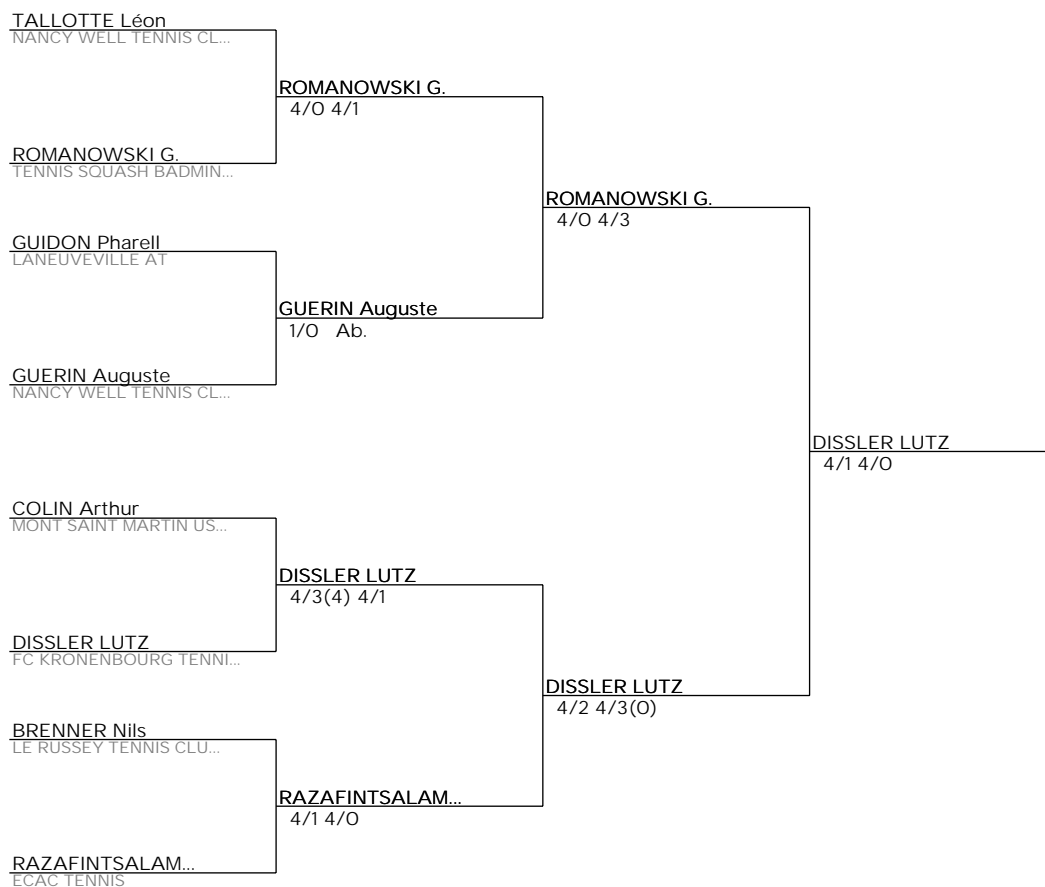 TALLOTTE Léon
NANCY WELL TENNIS CL...
ROMANOWSKI G.
4/0 4/1
ROMANOWSKI G.
TENNIS SQUASH BADMIN...
ROMANOWSKI G.
4/0 4/3
GUIDON Pharell
LANEUVEVILLE AT
GUERIN Auguste
1/0 Ab.
GUERIN Auguste
NANCY WELL TENNIS CL...
DISSLER LUTZ
4/1 4/0
COLIN Arthur
MONT SAINT MARTIN US...
DISSLER LUTZ
4/3(4) 4/1
DISSLER LUTZ
FC KRONENBOURG TENNI...
DISSLER LUTZ
4/2 4/3(0)
BRENNER Nils
LE RUSSEY TENNIS CLU...
RAZAFINTSALAM...
4/1 4/0
RAZAFINTSALAM...
ECAC TENNIS